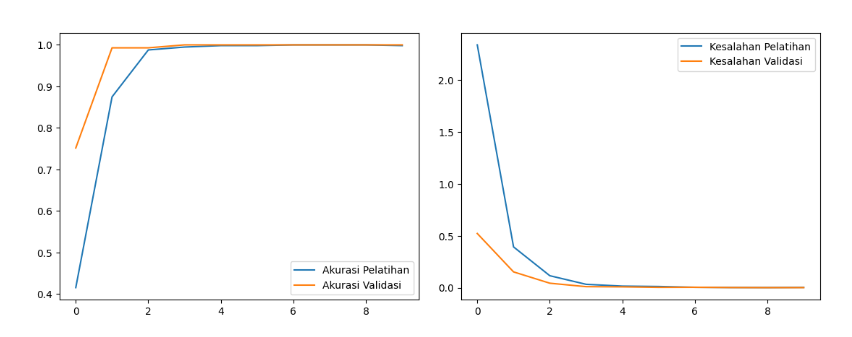 1.0
0.9
0.8
0.7
0.6
0.5
0.4
0 2 4 6 8
Akurasi Pelatihan
Akurasi Validasi
2.0
1.5
1.0
0.5
0.0
0 2 4 6 8
Kesalahan Pelatihan
Kesalahan Validasi